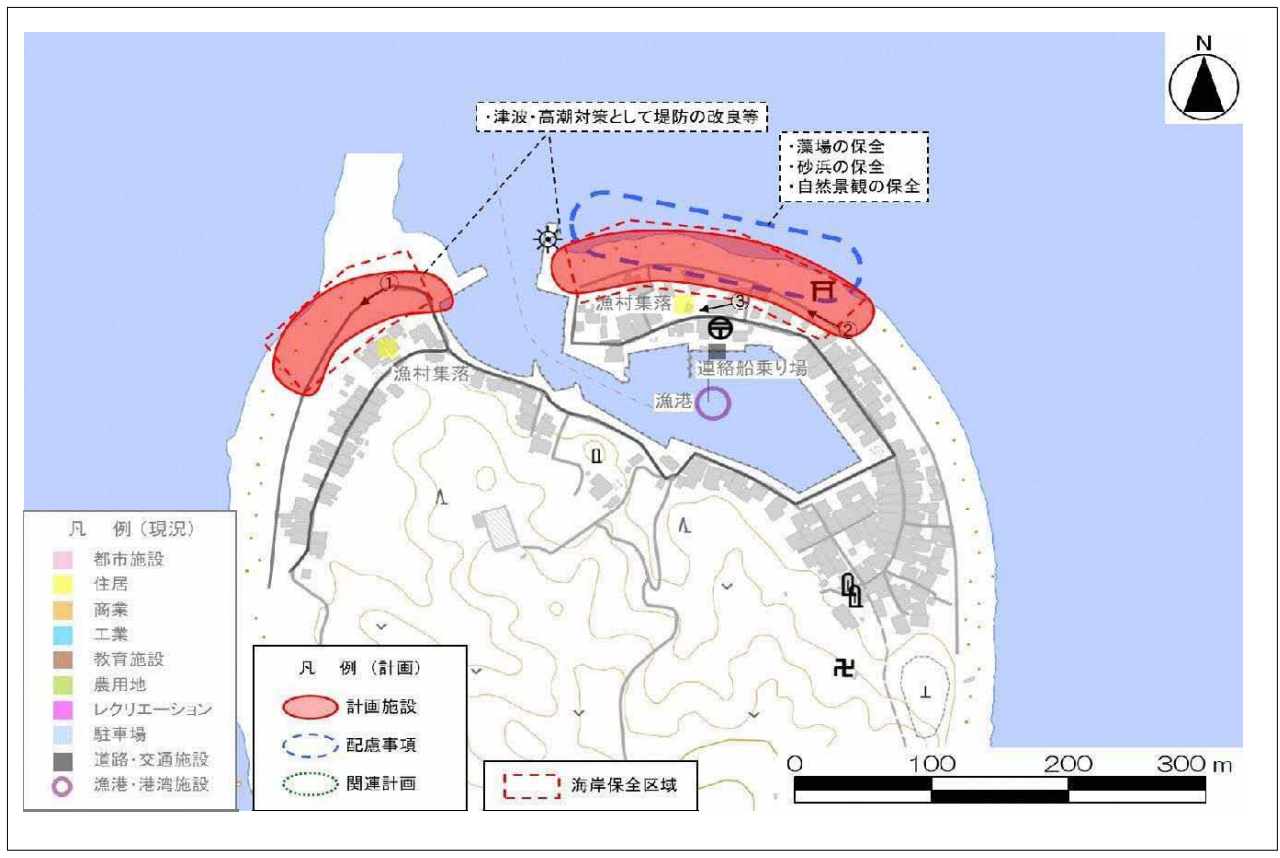 N
・津波・高潮対策として堤防の改良等
・藻場の保全
・砂浜の保全
・自然景観の保全
①
③
②
漁村集落
漁村集落
連絡船乗り場
漁港
凡 例（現況）
都市施設
住居
商業
工業
教育施設
農用地
レクリエーション
駐車場
道路・交通施設
漁港・港湾施設
凡 例（計画）
計画施設
配慮事項
関連計画
海岸保全区域
0 100 200 300 m